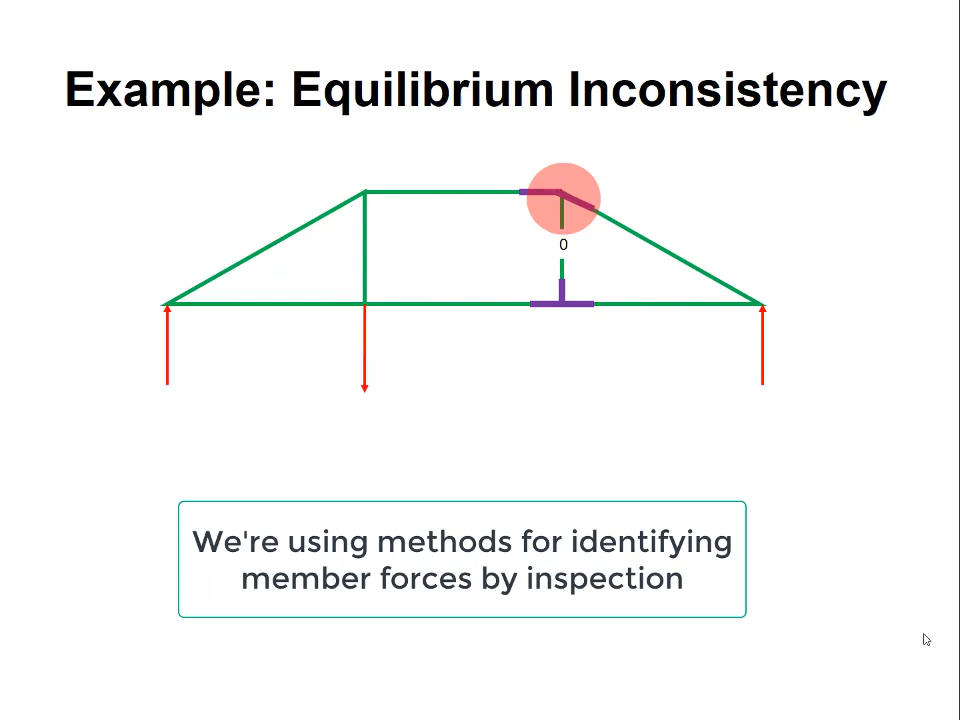 Example: Equilibrium Inconsistency
0
We're using methods for identifying
member forces by inspection